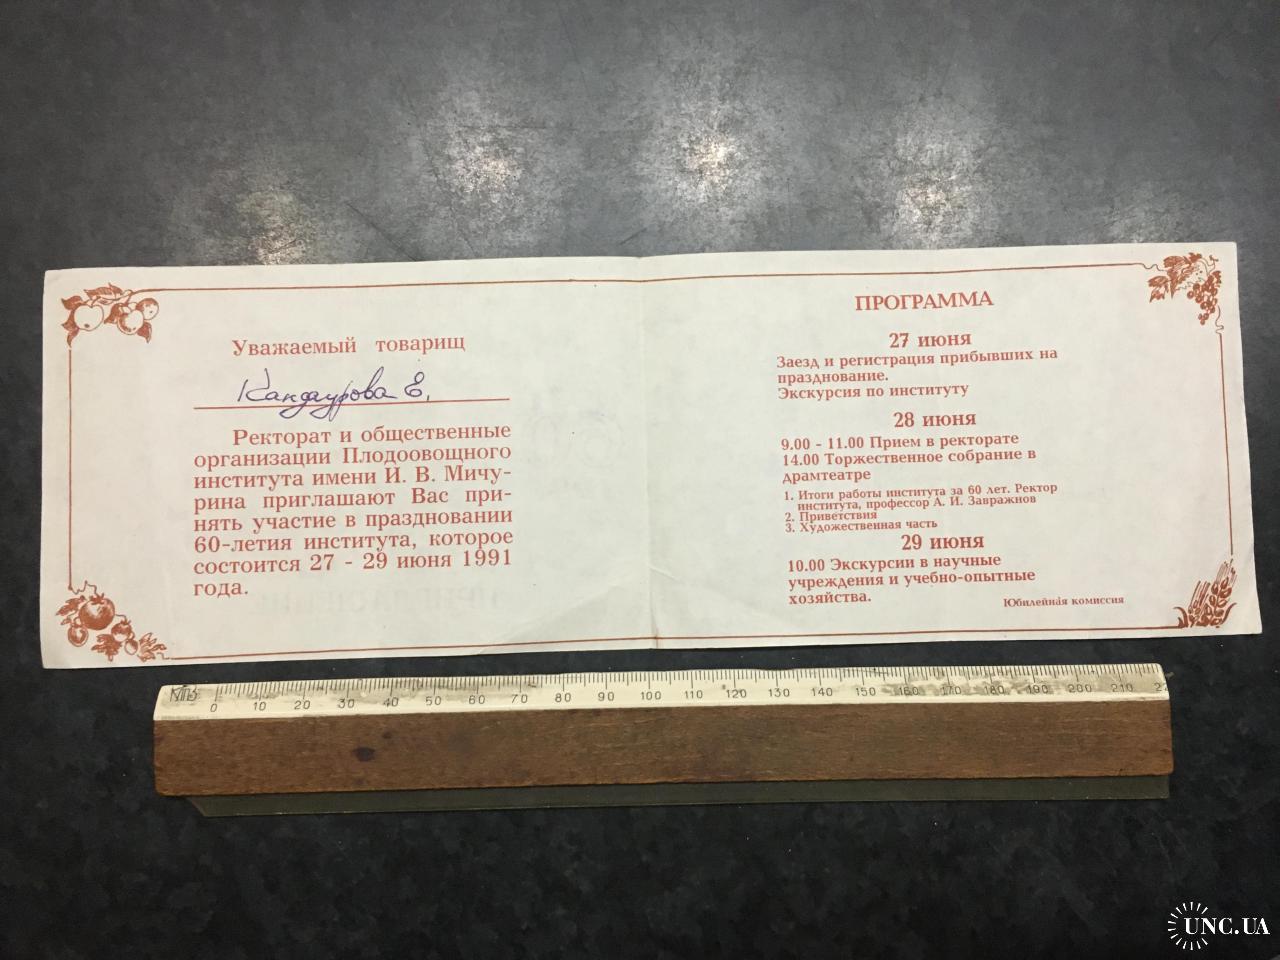 Уважаемый товарищ
Кандаурова Е.
Ректорат и общественные
организации Плодоовощного
института имени И. В. Мичу-
рина приглашают Вас при-
нять участие в праздновании
60-летия института, которое
состоится 27 - 29 июня 1991
года.
ПРОГРАММА
27 июня
Заезд и регистрация прибывших на
празднование.
Экскурсия по институту
28 июня
9.00 - 11.00 Прием в ректорате
14.00 Торжественное собрание в
драмтеатре
1. Итоги работы института за 60 лет. Ректор
института, профессор А. И. Завражнов
2. Приветствия
3. Художественная часть
29 июня
10.00 Экскурсии в научные
учреждения и учебно-опытные
хозяйства.
Юбилейная комиссия
0 10 20 30 40 50 60 70 80 90 100 110 120 130 140 150 160 170 180 190 200 210
UNC.UA